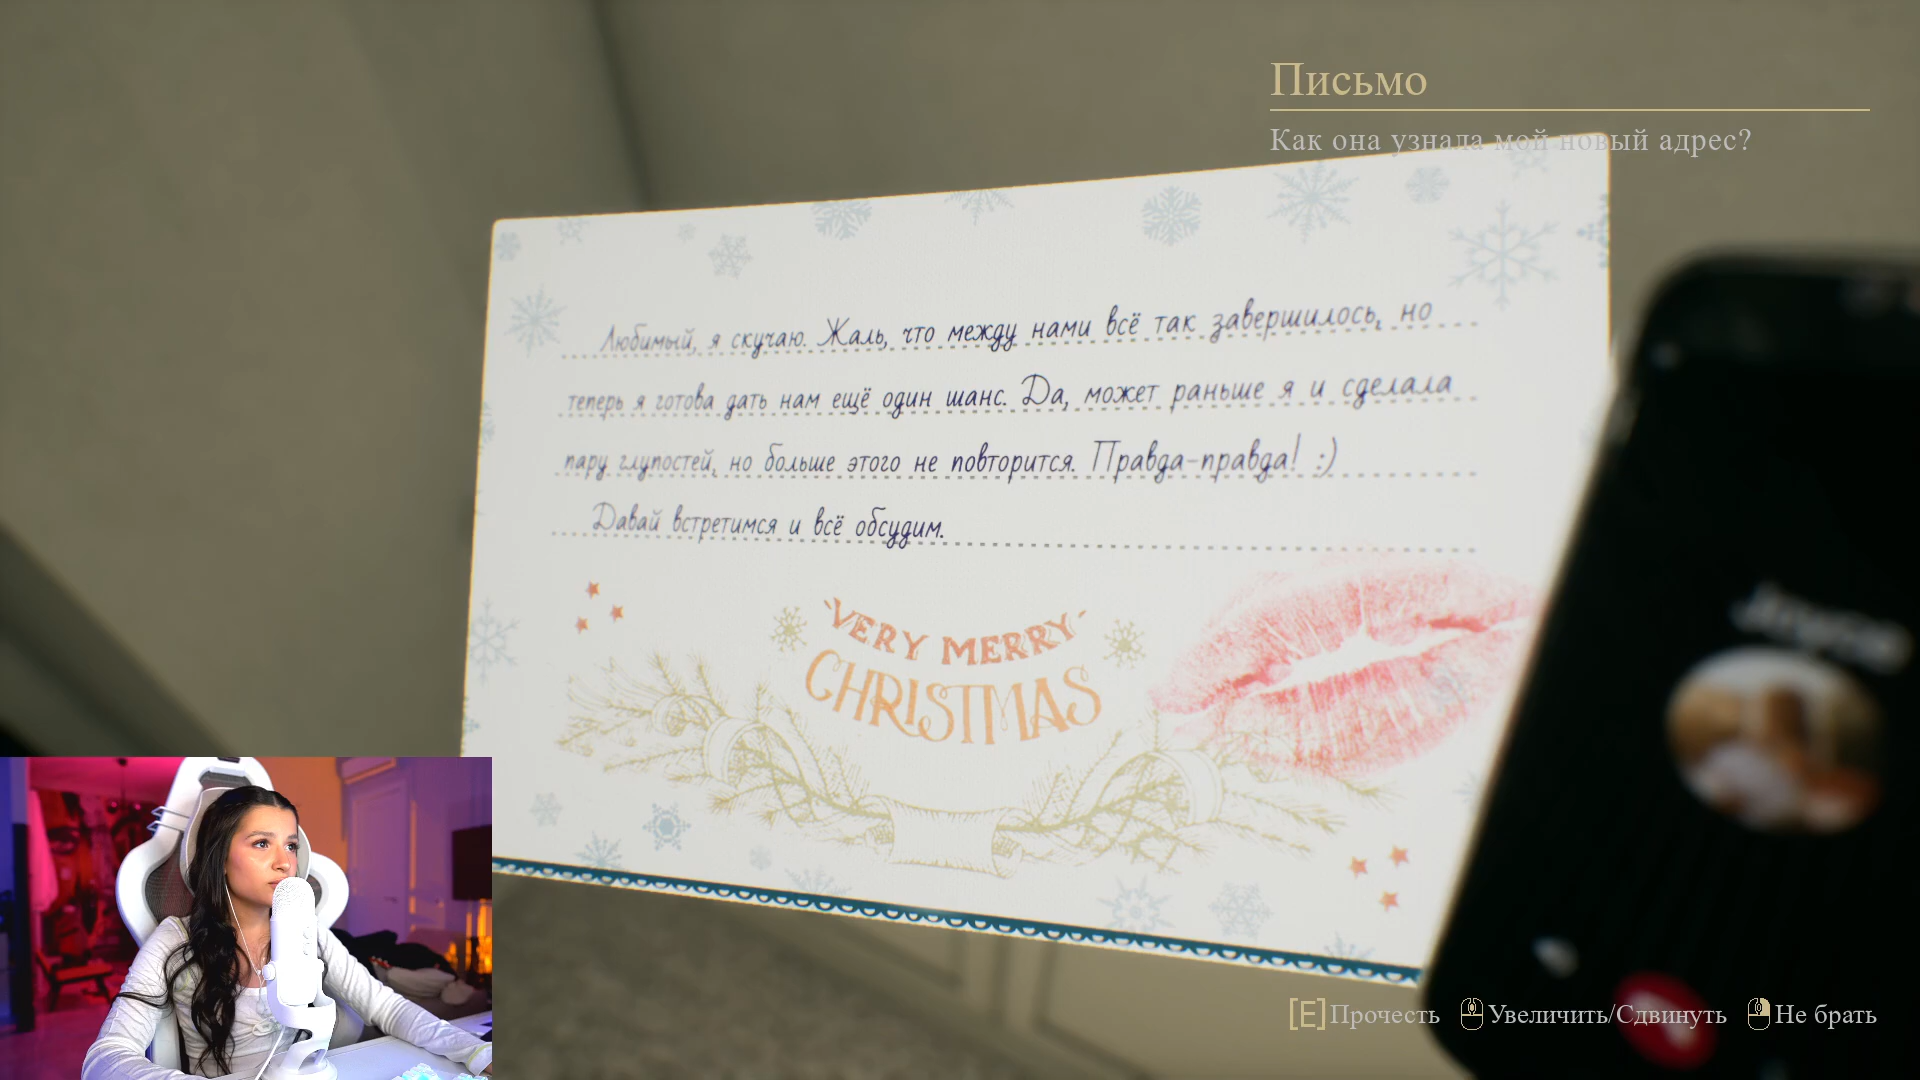 Письмо
Как она узнала мой новый адрес?
Любимый, я скучаю. Жаль, что между нами всё так завершилось, но
теперь я готова дать нам ещё один шанс. Да, может раньше я и сделала
пару глупостей, но больше этого не повторится. Правда-правда! :)
Давай встретимся и всё обсудим.
VERY MERRY
CHRISTMAS
[E] Прочесть Увеличить/Сдвинуть Не брать